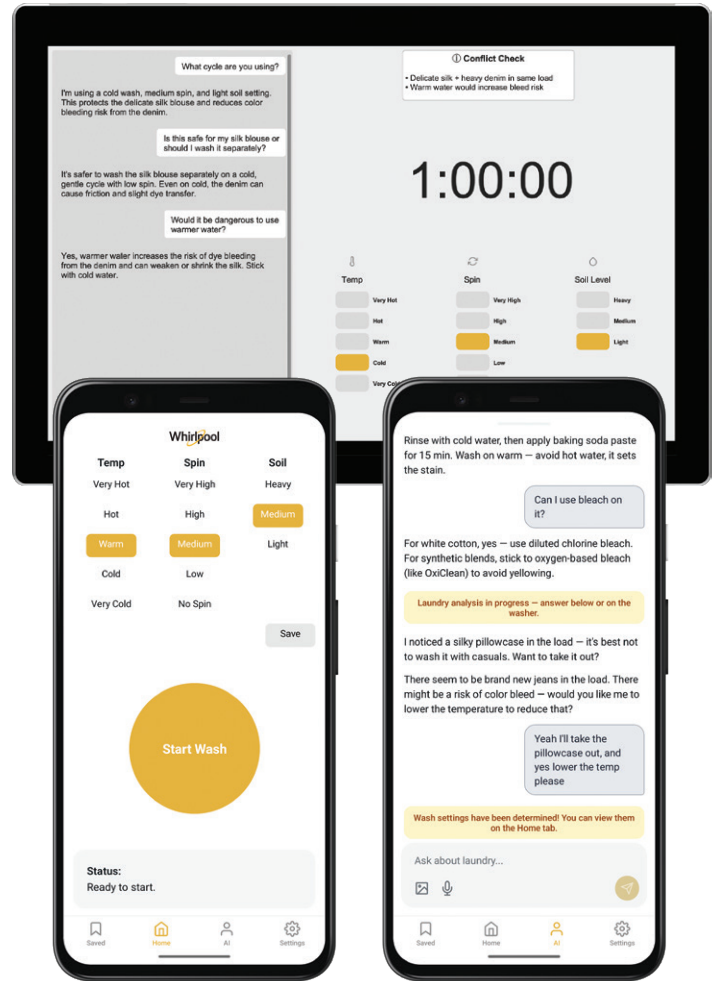 What cycle are you using?
I'm using a cold wash, medium spin, and light soil setting.
This protects the delicate silk blouse and reduces color
bleeding risk from the denim.
Is this safe for my silk blouse or
should I wash it separately?
It's safer to wash the silk blouse separately on a cold,
gentle cycle with low spin. Even on cold, the denim can
cause friction and slight dye transfer.
Would it be dangerous to use
warmer water?
Yes, warmer water increases the risk of dye bleeding
from the denim and can weaken or shrink the silk. Stick
with cold water.
Conflict Check
• Delicate silk + heavy denim in same load
• Warm water would increase bleed risk
1:00:00
Temp
Very Hot
Hot
Warm
Cold
Very Cold
Spin
Very High
High
Medium
Low
Soil Level
Heavy
Medium
Light
Whirlpool
Temp Spin Soil
Very Hot Very High Heavy
Hot High Medium
Warm Medium Light
Cold Low
Very Cold No Spin
Save
Start Wash
Status:
Ready to start.
Saved Home AI Settings
Rinse with cold water, then apply baking soda paste
for 15 min. Wash on warm — avoid hot water, it sets
the stain.
Can I use bleach on
it?
For white cotton, yes — use diluted chlorine bleach.
For synthetic blends, stick to oxygen-based bleach
(like OxiClean) to avoid yellowing.
Laundry analysis in progress — answer below or on the
washer.
I noticed a silky pillowcase in the load — it's best not
to wash it with casuals. Want to take it out?
There seem to be brand new jeans in the load. There
might be a risk of color bleed — would you like me to
lower the temperature to reduce that?
Yeah I'll take the
pillowcase out, and
yes lower the temp
please
Wash settings have been determined! You can view them
on the Home tab.
Ask about laundry...
Saved Home AI Settings